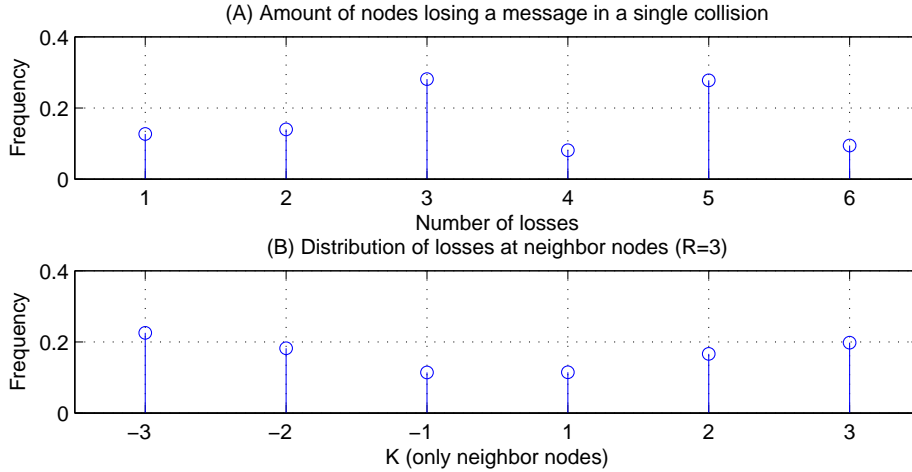 (A) Amount of nodes losing a message in a single collision
0.4
0.2
0
Frequency
1 2 3 4 5 6
Number of losses
(B) Distribution of losses at neighbor nodes (R=3)
0.4
0.2
0
Frequency
−3 −2 −1 1 2 3
K (only neighbor nodes)